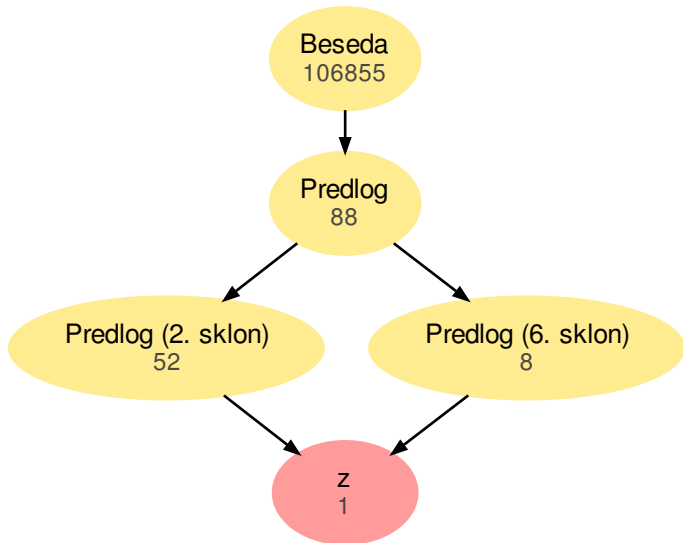 Beseda
106855
Predlog
88
Predlog (2. sklon)
52
Predlog (6. sklon)
8
z
1